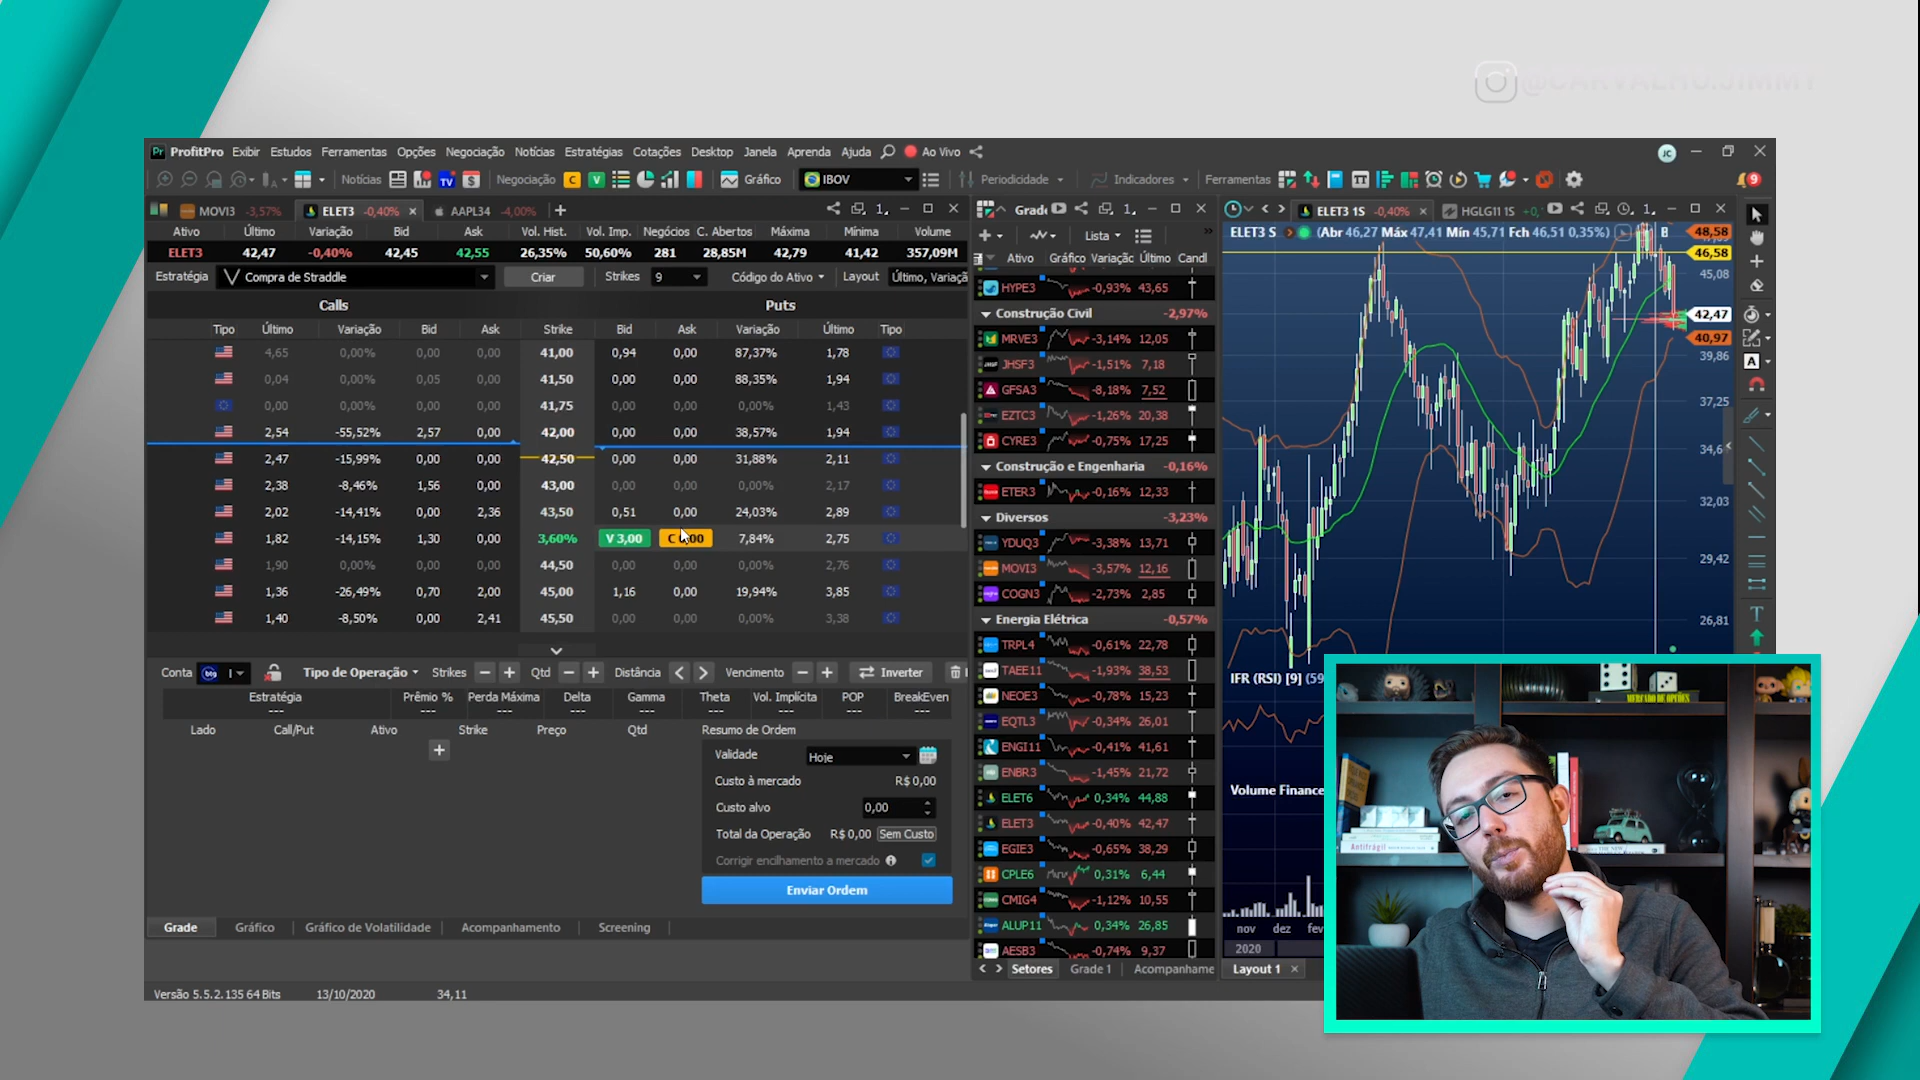 @CARVALHO.JIMMY
Pr ProfitPro Exibir Estudos Ferramentas Opções Negociação Notícias Estratégias Cotações Desktop Janela Aprenda Ajuda Ao Vivo JC
Notícias TV $ Negociação C V Gráfico IBOV Periodicidade Indicadores Ferramentas TT 9
MOVI3 -3,57% ELET3 -0,40% AAPL34 -4,00%
Ativo Último Variação Bid Ask Vol. Hist. Vol. Imp. Negócios C. Abertos Máxima Mínima Volume
ELET3 42,47 -0,40% 42,45 42,55 26,35% 50,60% 281 28,85M 42,79 41,42 357,09M
Estratégia Compra de Straddle Criar Strikes 9 Código do Ativo Layout Último, Variaçã
Calls Puts
Tipo Último Variação Bid Ask Strike Bid Ask Variação Último Tipo
4,65 0,00% 0,00 0,00 41,00 0,94 0,00 87,37% 1,78
0,04 0,00% 0,05 0,00 41,50 0,00 0,00 88,35% 1,94
0,00 0,00% 0,00 0,00 41,75 0,00 0,00 0,00% 1,43
2,54 -55,52% 2,57 0,00 42,00 0,00 0,00 38,57% 1,94
2,47 -15,99% 0,00 0,00 42,50 0,00 0,00 31,88% 2,11
2,38 -8,46% 1,56 0,00 43,00 0,00 0,00 0,00% 2,17
2,02 -14,41% 0,00 2,36 43,50 0,51 0,00 24,03% 2,89
1,82 -14,15% 1,30 0,00 3,60% V 3,00 C 7,84% 2,75
1,90 0,00% 0,00 0,00 44,50 0,00 0,00 0,00% 2,76
1,36 -26,49% 0,70 2,00 45,00 1,16 0,00 19,94% 3,85
1,40 -8,50% 0,00 2,41 45,50 0,00 0,00 0,00% 3,38
Conta btg I Tipo de Operação Strikes Qtd Distância Vencimento Inverter
Estratégia Prêmio % Perda Máxima Delta Gamma Theta Vol. Implícita POP BreakEven
--- --- --- --- --- --- --- --- ---
Lado Call/Put Ativo Strike Preço Qtd Resumo de Ordem
Validade Hoje
Custo à mercado R$ 0,00
Custo alvo 0,00
Total da Operação R$ 0,00 Sem Custo
Corrigir encilhamento a mercado
Enviar Ordem
Grade Gráfico Gráfico de Volatilidade Acompanhamento Screening
Versão 5.5.2.135 64 Bits 13/10/2020 34,11
Grade 1
Lista
Ativo Gráfico Variaçã Último Candl
HYPE3 -0,93% 43,65
Construção Civil -2,97%
MRVE3 -3,14% 12,05
JHSF3 -1,51% 7,18
GFSA3 -8,18% 7,52
EZTC3 -1,26% 20,38
CYRE3 -0,75% 17,25
Construção e Engenharia -0,16%
ETER3 -0,16% 12,33
Diversos -3,23%
YDUQ3 -3,38% 13,71
MOVI3 -3,57% 12,16
COGN3 -2,73% 2,85
Energia Elétrica -0,57%
TRPL4 -0,61% 22,78
TAEE11 -1,93% 38,53
NEOE3 -0,78% 15,23
EQTL3 -0,34% 26,01
ENGI11 -0,41% 41,61
ENBR3 -1,45% 21,72
ELET6 0,34% 44,88
ELET3 -0,40% 42,47
EGIE3 -0,65% 38,29
CPLE6 0,31% 6,44
CMIG4 -1,12% 10,55
ALUP11 0,34% 26,85
AESB3 -0,74% 9,37
Setores Grade 1 Acompanhame
ELET3 1S -0,40% HGLG11 1S +0, 1
ELET3 S (Abr 46,27 Máx 47,41 Mín 45,71 Fch 46,51 0,35%) B
48,58
46,58
45,08
42,47
40,97
39,86
37,25
34,6
32,03
29,42
26,81
A
T
IFR (RSI) [9] (59
Volume Finance
nov dez fev
2020
Layout 1
MERCADO DE OPÇÕES
Antifrágil